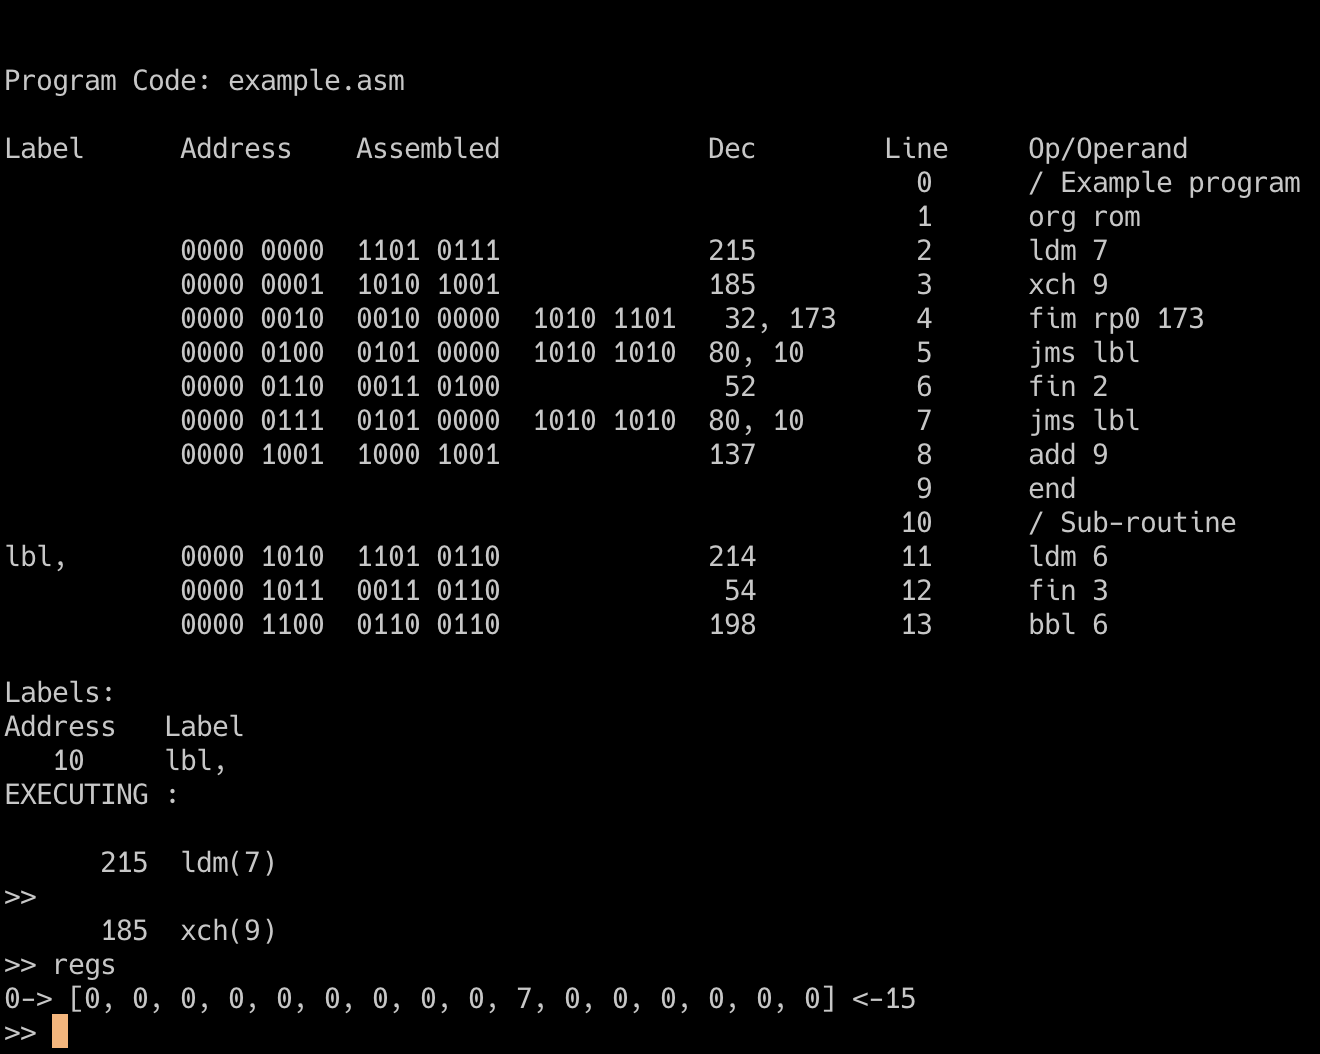 Program Code: example.asm
Label Address Assembled Dec Line Op/Operand
0 / Example program
1 org rom
0000 0000 1101 0111 215 2 ldm 7
0000 0001 1010 1001 185 3 xch 9
0000 0010 0010 0000 1010 1101 32, 173 4 fim rp0 173
0000 0100 0101 0000 1010 1010 80, 10 5 jms lbl
0000 0110 0011 0100 52 6 fin 2
0000 0111 0101 0000 1010 1010 80, 10 7 jms lbl
0000 1001 1000 1001 137 8 add 9
9 end
10 / Sub-routine
lbl, 0000 1010 1101 0110 214 11 ldm 6
0000 1011 0011 0110 54 12 fin 3
0000 1100 0110 0110 198 13 bbl 6
Labels:
Address Label
10 lbl,
EXECUTING :
215 ldm(7)
>>
185 xch(9)
>> regs
0-> [0, 0, 0, 0, 0, 0, 0, 0, 0, 7, 0, 0, 0, 0, 0, 0] <-15
>>